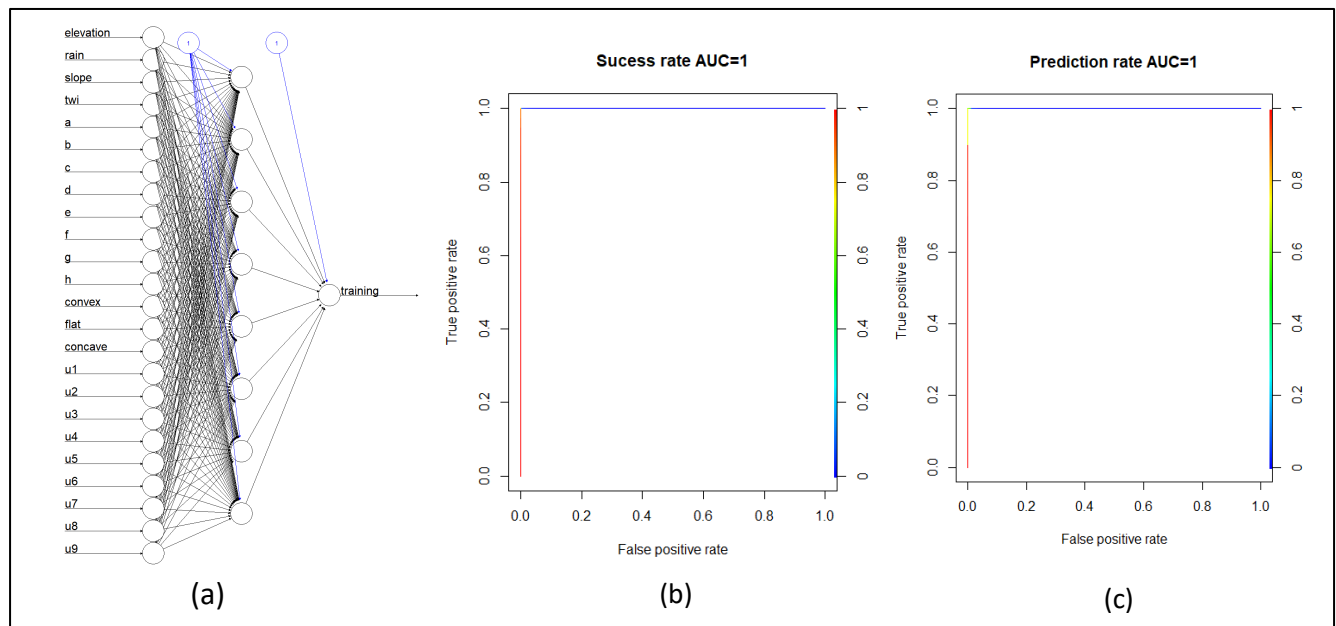 elevation
rain
slope
twi
a
b
c
d
e
f
g
h
convex
flat
concave
u1
u2
u3
u4
u5
u6
u7
u8
u9
1
1
training
(a)
Sucess rate AUC=1
True positive rate
0.0 0.2 0.4 0.6 0.8 1.0
0 0.2 0.4 0.6 0.8 1
0.0 0.2 0.4 0.6 0.8 1.0
False positive rate
(b)
Prediction rate AUC=1
True positive rate
0.0 0.2 0.4 0.6 0.8 1.0
0 0.2 0.4 0.6 0.8 1
0.0 0.2 0.4 0.6 0.8 1.0
False positive rate
(c)